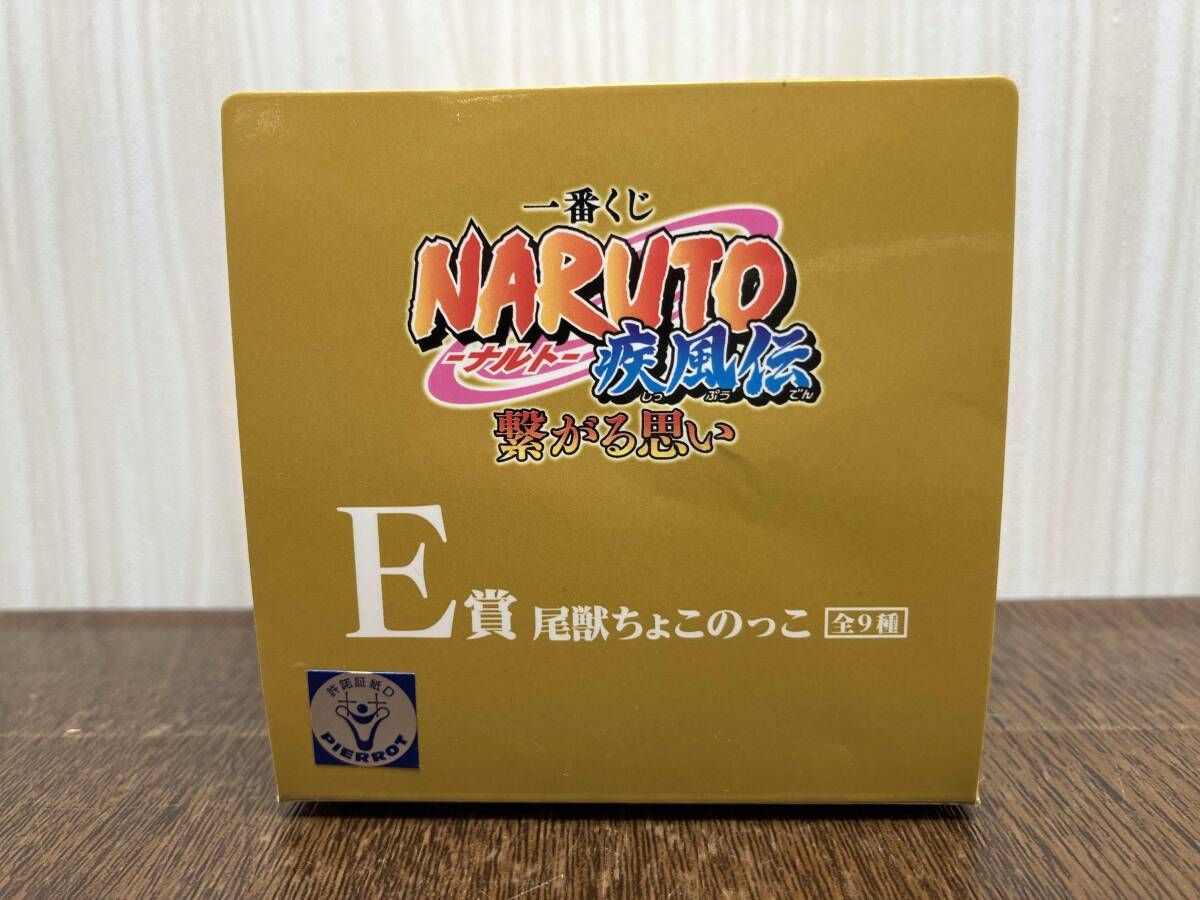 一番くじ
NARUTO
-ナルト-
疾風伝
しっぷうでん
繋がる思い
E賞 尾獣ちょこのっこ 全9種
許諾証紙D
PIERROT